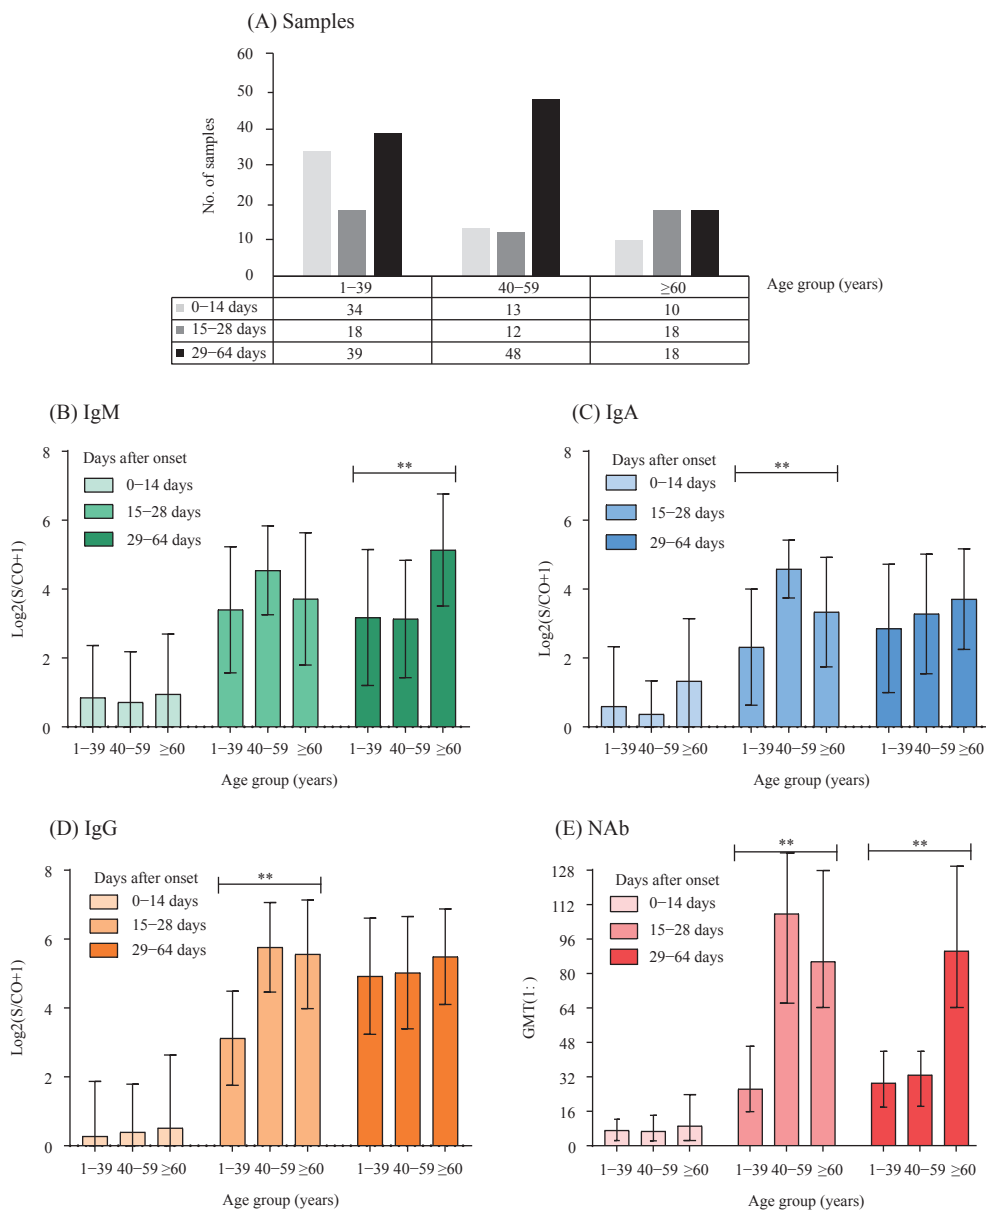 (A) Samples
60
50
40
30
20
10
0
No. of samples
1−39 40−59 ≥60
Age group (years)
0−14 days 34 13 10
15−28 days 18 12 18
29−64 days 39 48 18
(B) IgM
8
6
4
2
0
Log2(S/CO+1)
Days after onset
0−14 days
15−28 days
29−64 days
**
1−39 40−59 ≥60 1−39 40−59 ≥60 1−39 40−59 ≥60
Age group (years)
(C) IgA
8
6
4
2
0
Log2(S/CO+1)
Days after onset
0−14 days
15−28 days
29−64 days
**
1−39 40−59 ≥60 1−39 40−59 ≥60 1−39 40−59 ≥60
Age group (years)
(D) IgG
8
6
4
2
0
Log2(S/CO+1)
Days after onset
0−14 days
15−28 days
29−64 days
**
1−39 40−59 ≥60 1−39 40−59 ≥60 1−39 40−59 ≥60
Age group (years)
(E) NAb
128
112
96
80
64
48
32
16
0
GMT(1: )
Days after onset
0−14 days
15−28 days
29−64 days
**
**
1−39 40−59 ≥60 1−39 40−59 ≥60 1−39 40−59 ≥60
Age group (years)